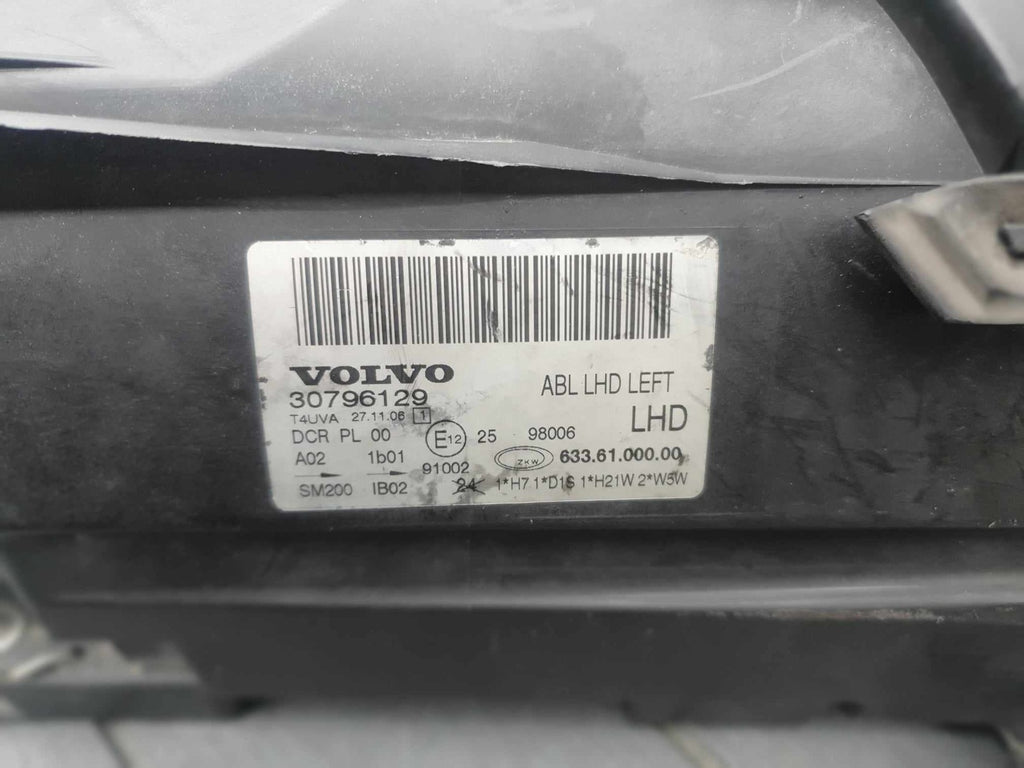 VOLVO
30796129
ABL LHD LEFT
LHD
T4UVA 27.11.06 1
DCR PL 00 E12 25 98006
A02 1b01 91002 ZKW 633.61.000.00
SM200 IB02 24 1*H7 1*D1S 1*H21W 2*W5W